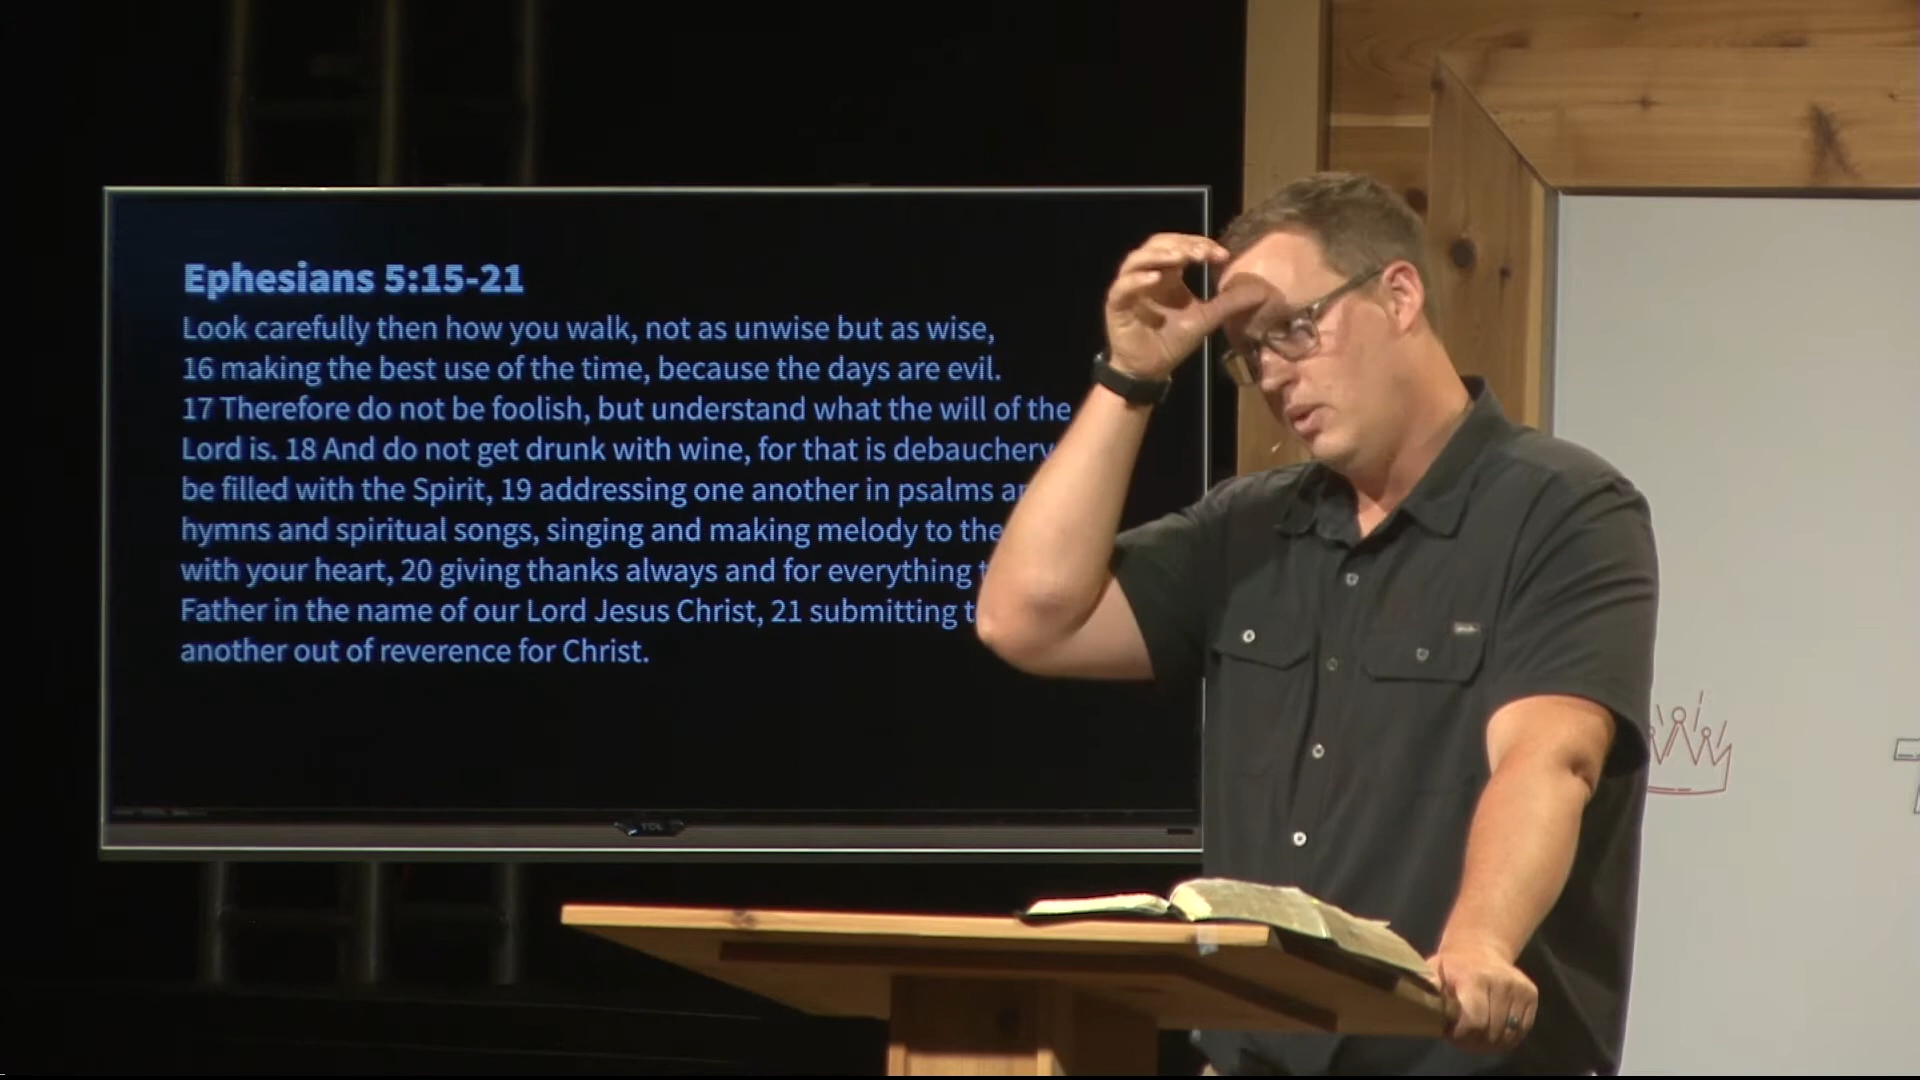 Ephesians 5:15-21
Look carefully then how you walk, not as unwise but as wise,
16 making the best use of the time, because the days are evil.
17 Therefore do not be foolish, but understand what the will of the
Lord is. 18 And do not get drunk with wine, for that is debauchery
be filled with the Spirit, 19 addressing one another in psalms
hymns and spiritual songs, singing and making melody to the
with your heart, 20 giving thanks always and for everything
Father in the name of our Lord Jesus Christ, 21 submitting
another out of reverence for Christ.
TCL